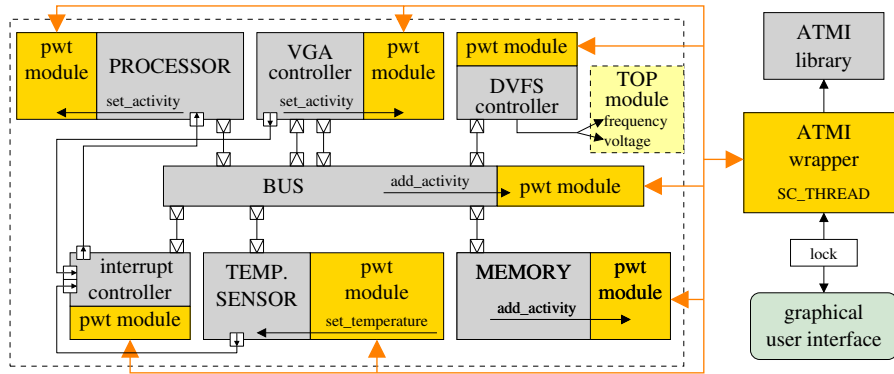 pwt
module
PROCESSOR
set_activity
VGA
controller
set_activity
pwt
module
pwt module
DVFS
controller
TOP
module
frequency
voltage
ATMI
library
ATMI
wrapper
SC_THREAD
BUS
add_activity
pwt module
interrupt
controller
pwt module
TEMP.
SENSOR
pwt
module
set_temperature
MEMORY
add_activity
pwt
module
lock
graphical
user interface